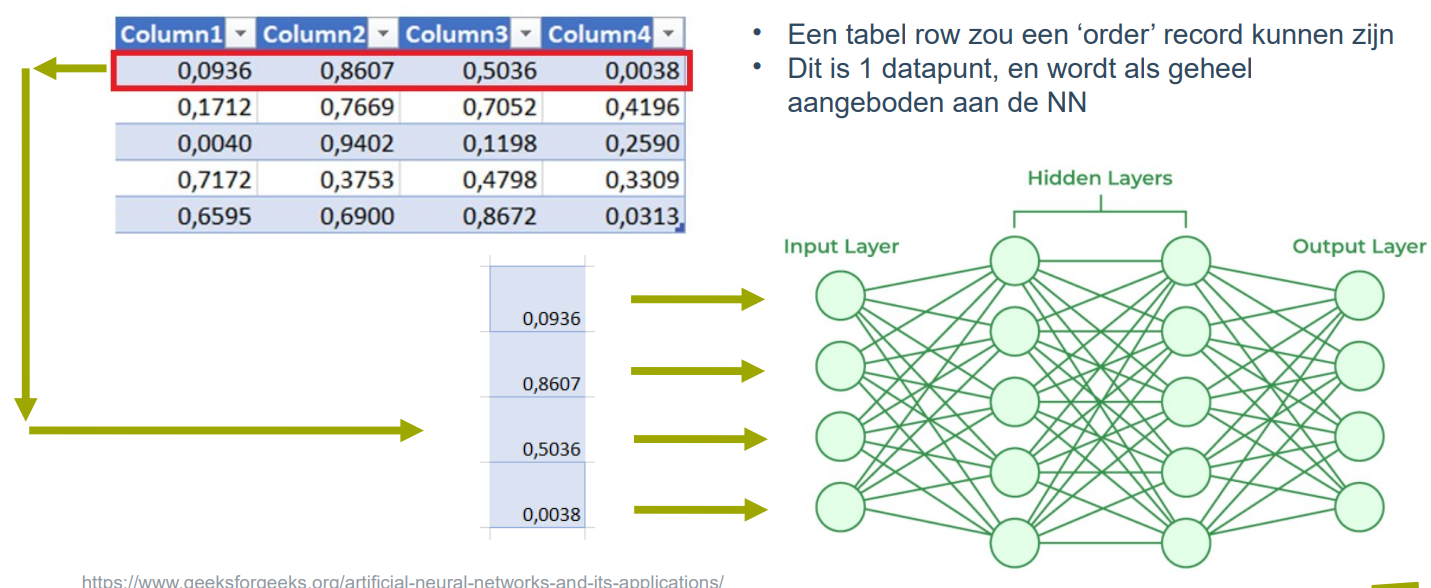 Column1 Column2 Column3 Column4
0,0936 0,8607 0,5036 0,0038
0,1712 0,7669 0,7052 0,4196
0,0040 0,9402 0,1198 0,2590
0,7172 0,3753 0,4798 0,3309
0,6595 0,6900 0,8672 0,0313
• Een tabel row zou een ‘order’ record kunnen zijn
• Dit is 1 datapunt, en wordt als geheel
aangeboden aan de NN
0,0936
0,8607
0,5036
0,0038
Hidden Layers
Input Layer
Output Layer
https://www.geeksforgeeks.org/artificial-neural-networks-and-its-applications/